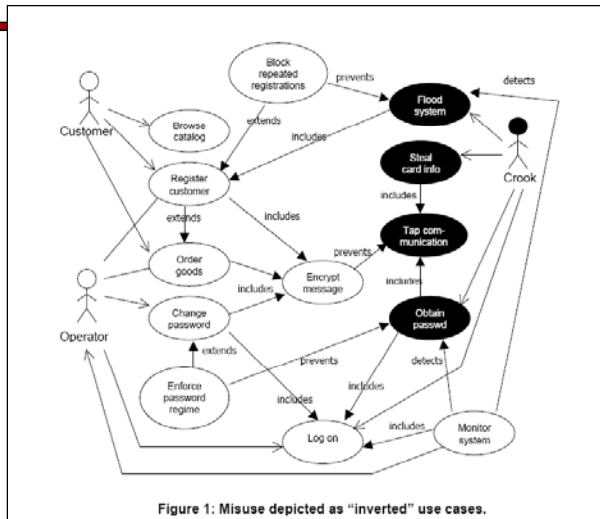 Block
repeated
registrations
prevents
detects
Flood
system
Customer
Browse
catalog
extends
includes
Steal
card info
Crook
Register
customer
includes
extends
includes
Tap com-
munication
prevents
Order
goods
Encrypt
message
includes
includes
Change
password
Obtain
passwd
Operator
extends
prevents
detects
Enforce
password
regime
includes
includes
includes
Log on
Monitor
system
Figure 1: Misuse depicted as “inverted” use cases.